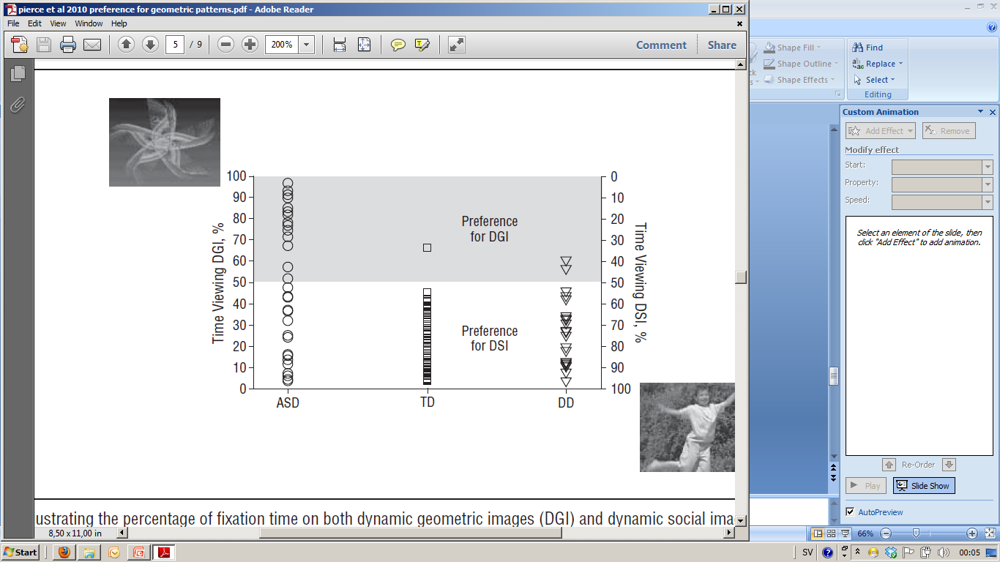 pierce et al 2010 preference for geometric patterns.pdf - Adobe Reader
File Edit View Window Help
5 / 9 200% Comment Share
Shape Fill
Shape Outline
Shape Effects
Find
Replace
Select
Editing
Custom Animation
Add Effect Remove
Modify effect
Start:
Property:
Speed:
Select an element of the slide, then
click "Add Effect" to add animation.
Re-Order
Play Slide Show
AutoPreview
66%
Time Viewing DGI, %
100
90
80
70
60
50
40
30
20
10
0
Preference
for DGI
Preference
for DSI
0
10
20
30
40
50
60
70
80
90
100
Time Viewing DSI, %
ASD TD DD
ustrating the percentage of fixation time on both dynamic geometric images (DGI) and dynamic social ima
8,50 x 11,00 in
Start
SV
00:05